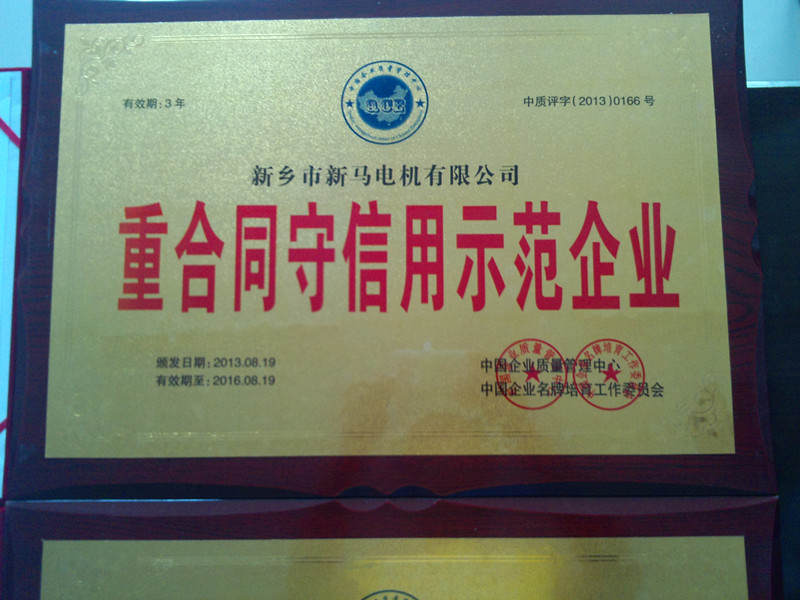 有效期：3年
中质评字(2013)0166号
QCE
新乡市新马电机有限公司
重合同守信用示范企业
颁发日期：2013.08.19
有效期至：2016.08.19
中国企业质量管理中心
中国企业名牌培育工作委员会